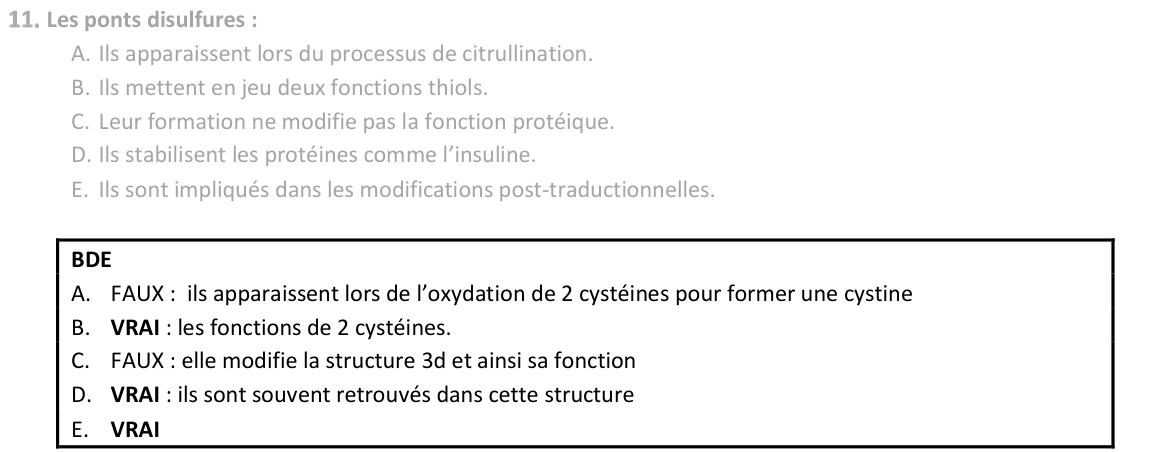 11. Les ponts disulfures :
A. Ils apparaissent lors du processus de citrullination.
B. Ils mettent en jeu deux fonctions thiols.
C. Leur formation ne modifie pas la fonction protéique.
D. Ils stabilisent les protéines comme l’insuline.
E. Ils sont impliqués dans les modifications post-traductionnelles.
BDE
A. FAUX : ils apparaissent lors de l’oxydation de 2 cystéines pour former une cystine
B. VRAI : les fonctions de 2 cystéines.
C. FAUX : elle modifie la structure 3d et ainsi sa fonction
D. VRAI : ils sont souvent retrouvés dans cette structure
E. VRAI